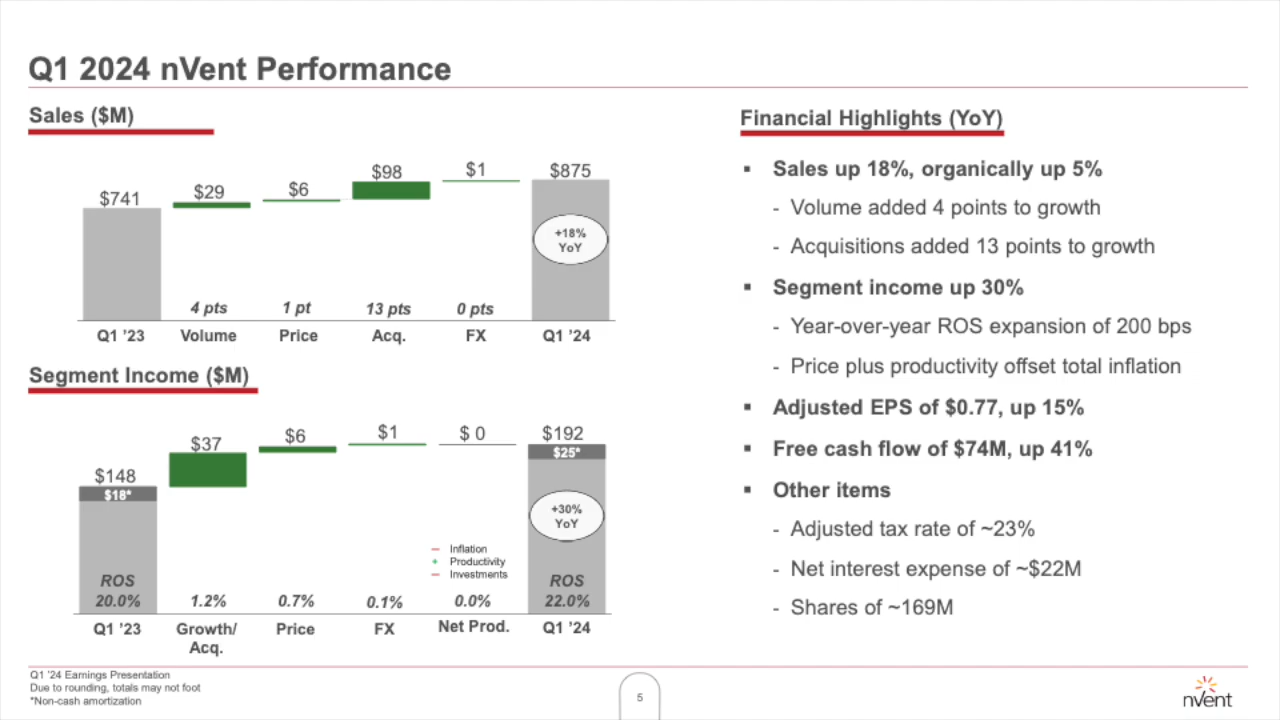 Q1 2024 nVent Performance
Sales ($M)
$741
$29
$6
$98
$1
$875
+18%
YoY
4 pts
1 pt
13 pts
0 pts
Q1 ’23
Volume
Price
Acq.
FX
Q1 ’24
Segment Income ($M)
$148
$18*
$37
$6
$1
$ 0
$192
$25*
+30%
YoY
Inflation
Productivity
Investments
ROS
20.0%
1.2%
0.7%
0.1%
0.0%
ROS
22.0%
Q1 ’23
Growth/
Acq.
Price
FX
Net Prod.
Q1 ’24
Financial Highlights (YoY)
▪ Sales up 18%, organically up 5%
- Volume added 4 points to growth
- Acquisitions added 13 points to growth
▪ Segment income up 30%
- Year-over-year ROS expansion of 200 bps
- Price plus productivity offset total inflation
▪ Adjusted EPS of $0.77, up 15%
▪ Free cash flow of $74M, up 41%
▪ Other items
- Adjusted tax rate of ~23%
- Net interest expense of ~$22M
- Shares of ~169M
Q1 ’24 Earnings Presentation
Due to rounding, totals may not foot
*Non-cash amortization
5
nVent